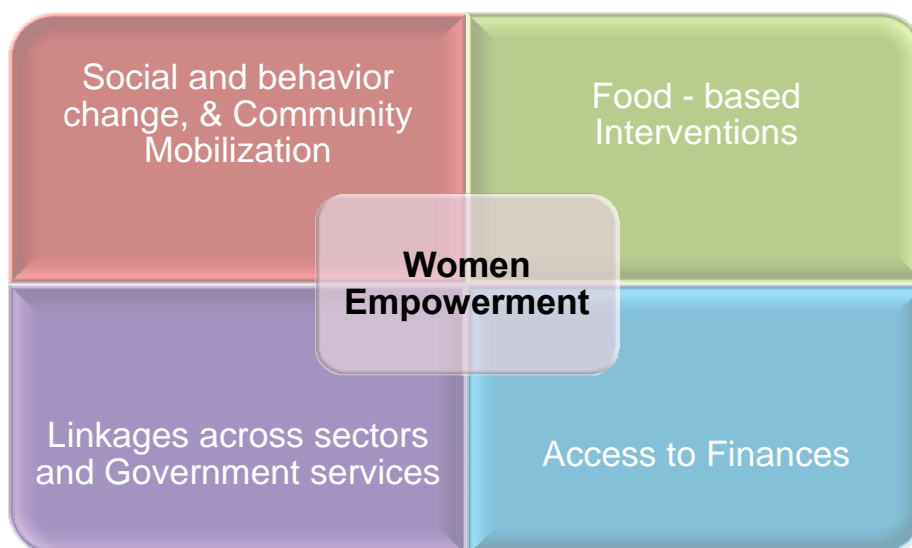 Social and behavior
change, & Community
Mobilization
Food - based
Interventions
Women
Empowerment
Linkages across sectors
and Government services
Access to Finances